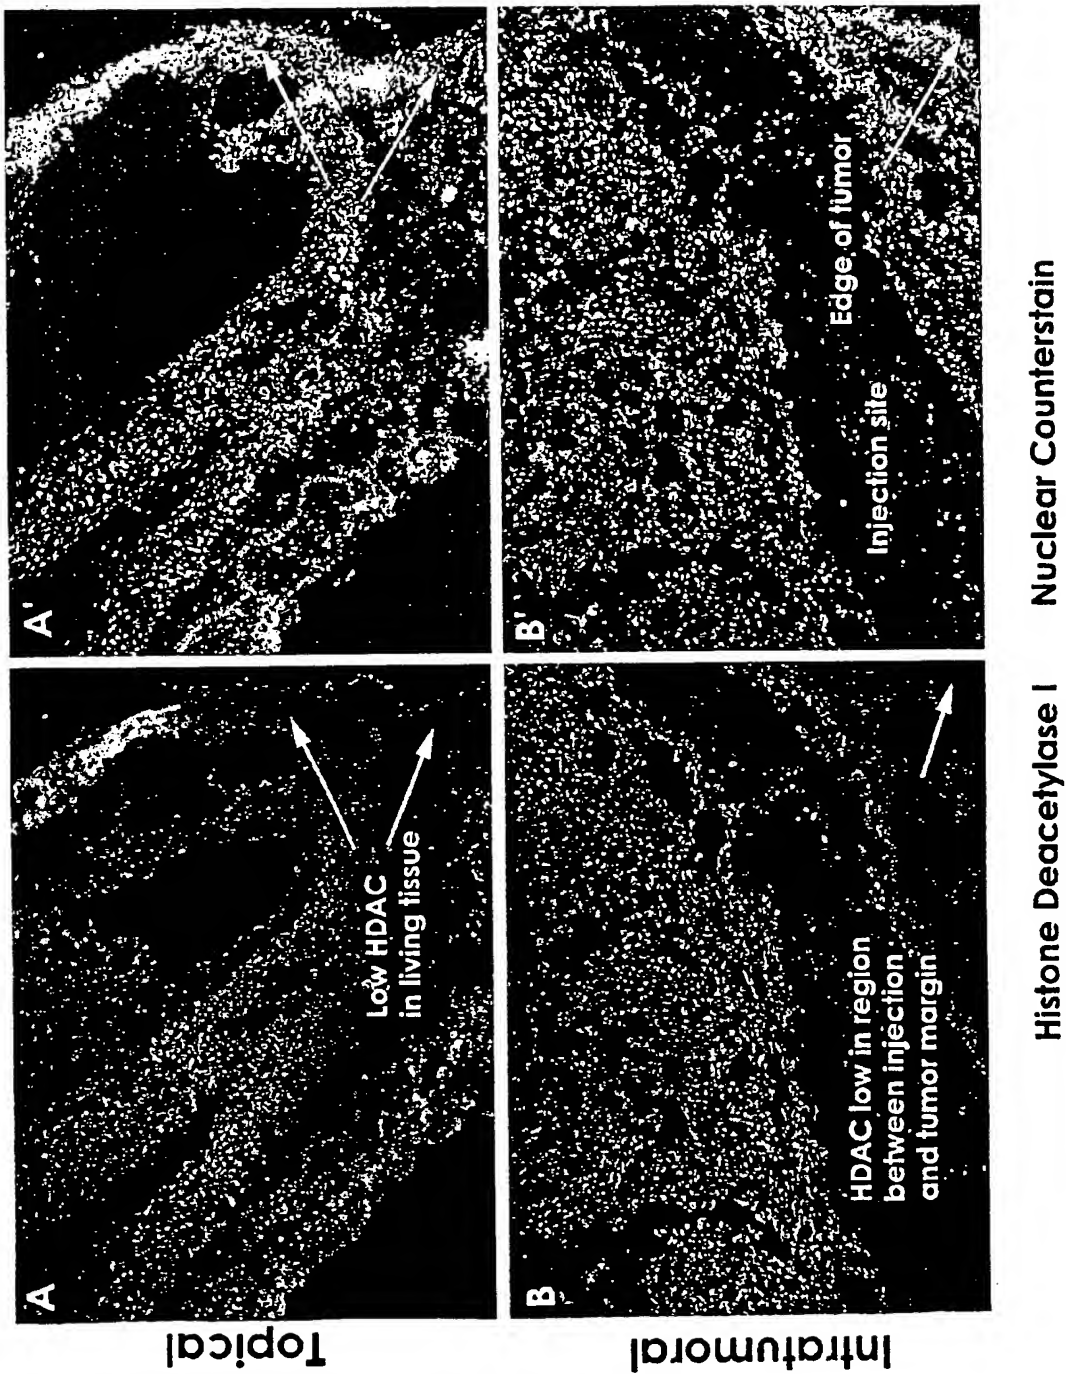 Topical
A
Low HDAC
in living tissue
A'
Intratumoral
B
HDAC low in region
between injection
and tumor margin
B'
Injection site
Edge of tumor
Histone Deacetylase I
Nuclear Counterstain